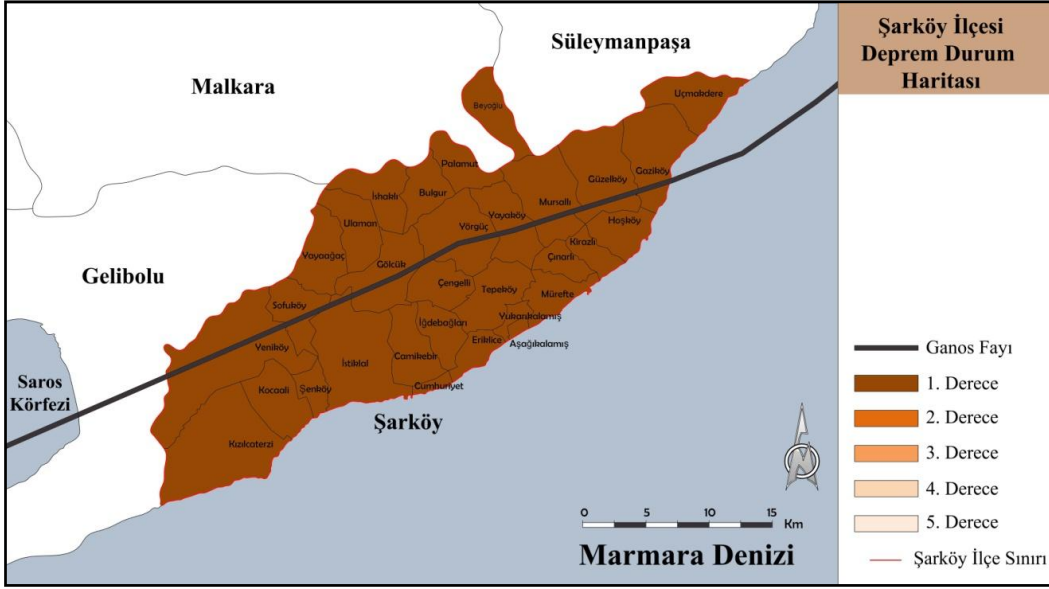 Şarköy İlçesi
Deprem Durum
Haritası
Süleymanpaşa
Malkara
Beyoğlu
Uçmakdere
Palamut
İshaklı
Bulgur
Güzelköy
Gaziköy
Mursallı
Ulaman
Yörgüç
Yayaköy
Hoşköy
Yayaağaç
Gölcük
Kirazlı
Çınarlı
Gelibolu
Çengelli
Tepeköy
Mürefte
Sofuköy
İğdebağları
Yukarıkalamış
Yeniköy
Eriklice
Aşağıkalamış
İstiklal
Camikebir
Saros
Körfezi
Kocaali
Şenköy
Cumhuriyet
Şarköy
Kızılcaterzi
Ganos Fayı
1. Derece
2. Derece
3. Derece
4. Derece
5. Derece
Şarköy İlçe Sınırı
0 5 10 15
Km
Marmara Denizi